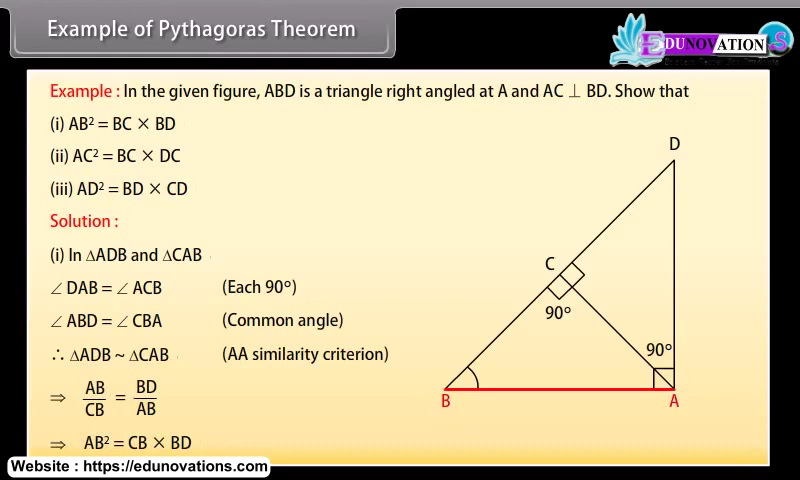 Example of Pythagoras Theorem
EDUNOVATION S
Example : In the given figure, ABD is a triangle right angled at A and AC ⊥ BD. Show that
(i) AB² = BC × BD
(ii) AC² = BC × DC
(iii) AD² = BD × CD
Solution :
(i) In ΔADB and ΔCAB
∠ DAB = ∠ ACB (Each 90°)
∠ ABD = ∠ CBA (Common angle)
∴ ΔADB ~ ΔCAB (AA similarity criterion)
⇒ AB/CB = BD/AB
⇒ AB² = CB × BD
D
C
90°
90°
B
A
Website : https://edunovations.com